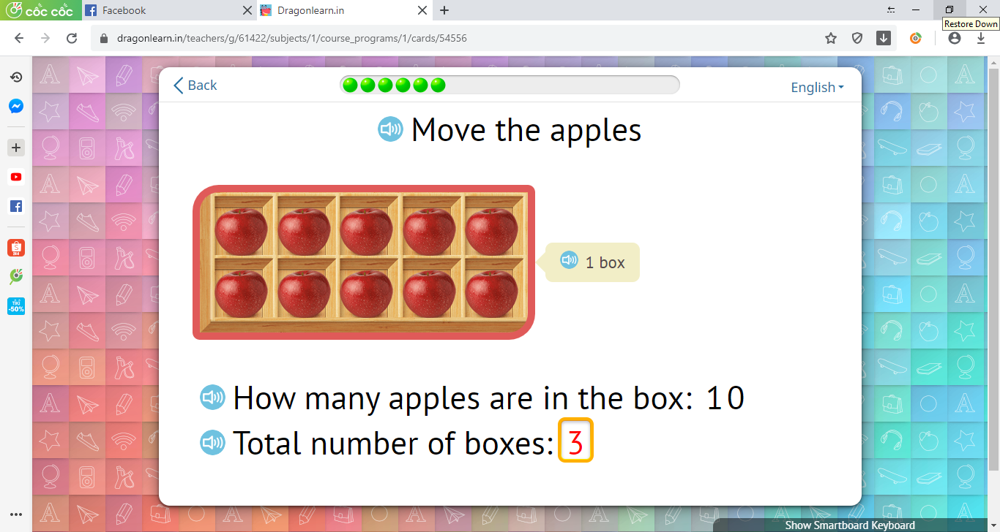 cốc cốc
Facebook
Dragonlearn.in
Restore Down
dragonlearn.in/teachers/g/61422/subjects/1/course_programs/1/cards/54556
Back
English
Move the apples
1 box
How many apples are in the box: 10
Total number of boxes: 3
TIKI
-50%
Show Smartboard Keyboard